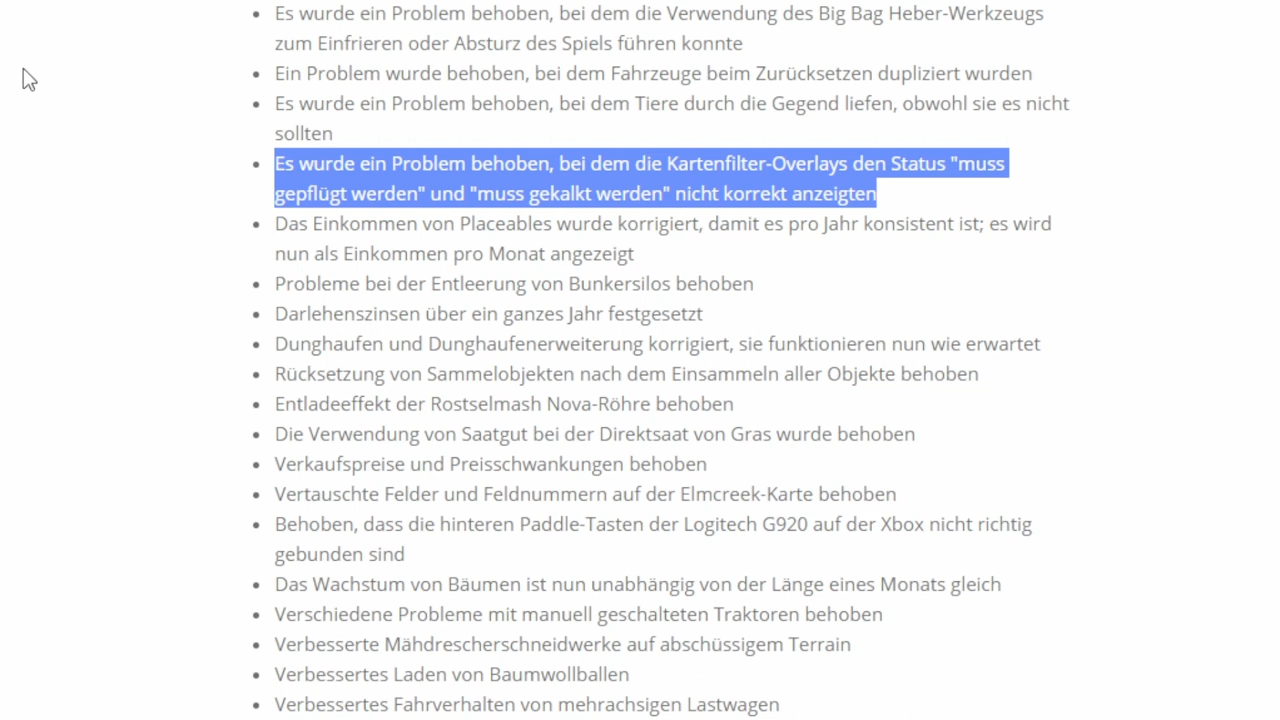 Es wurde ein Problem behoben, bei dem die Verwendung des Big Bag Heber-Werkzeugs
zum Einfrieren oder Absturz des Spiels führen konnte
Ein Problem wurde behoben, bei dem Fahrzeuge beim Zurücksetzen dupliziert wurden
Es wurde ein Problem behoben, bei dem Tiere durch die Gegend liefen, obwohl sie es nicht
sollten
Es wurde ein Problem behoben, bei dem die Kartenfilter-Overlays den Status "muss
gepflügt werden" und "muss gekalkt werden" nicht korrekt anzeigten
Das Einkommen von Placeables wurde korrigiert, damit es pro Jahr konsistent ist; es wird
nun als Einkommen pro Monat angezeigt
Probleme bei der Entleerung von Bunkersilos behoben
Darlehenszinsen über ein ganzes Jahr festgesetzt
Dunghaufen und Dunghaufenerweiterung korrigiert, sie funktionieren nun wie erwartet
Rücksetzung von Sammelobjekten nach dem Einsammeln aller Objekte behoben
Entladeeffekt der Rostselmash Nova-Röhre behoben
Die Verwendung von Saatgut bei der Direktsaat von Gras wurde behoben
Verkaufspreise und Preisschwankungen behoben
Vertauschte Felder und Feldnummern auf der Elmcreek-Karte behoben
Behoben, dass die hinteren Paddle-Tasten der Logitech G920 auf der Xbox nicht richtig
gebunden sind
Das Wachstum von Bäumen ist nun unabhängig von der Länge eines Monats gleich
Verschiedene Probleme mit manuell geschalteten Traktoren behoben
Verbesserte Mähdrescherschneidwerke auf abschüssigem Terrain
Verbessertes Laden von Baumwollballen
Verbessertes Fahrverhalten von mehrachsigen Lastwagen